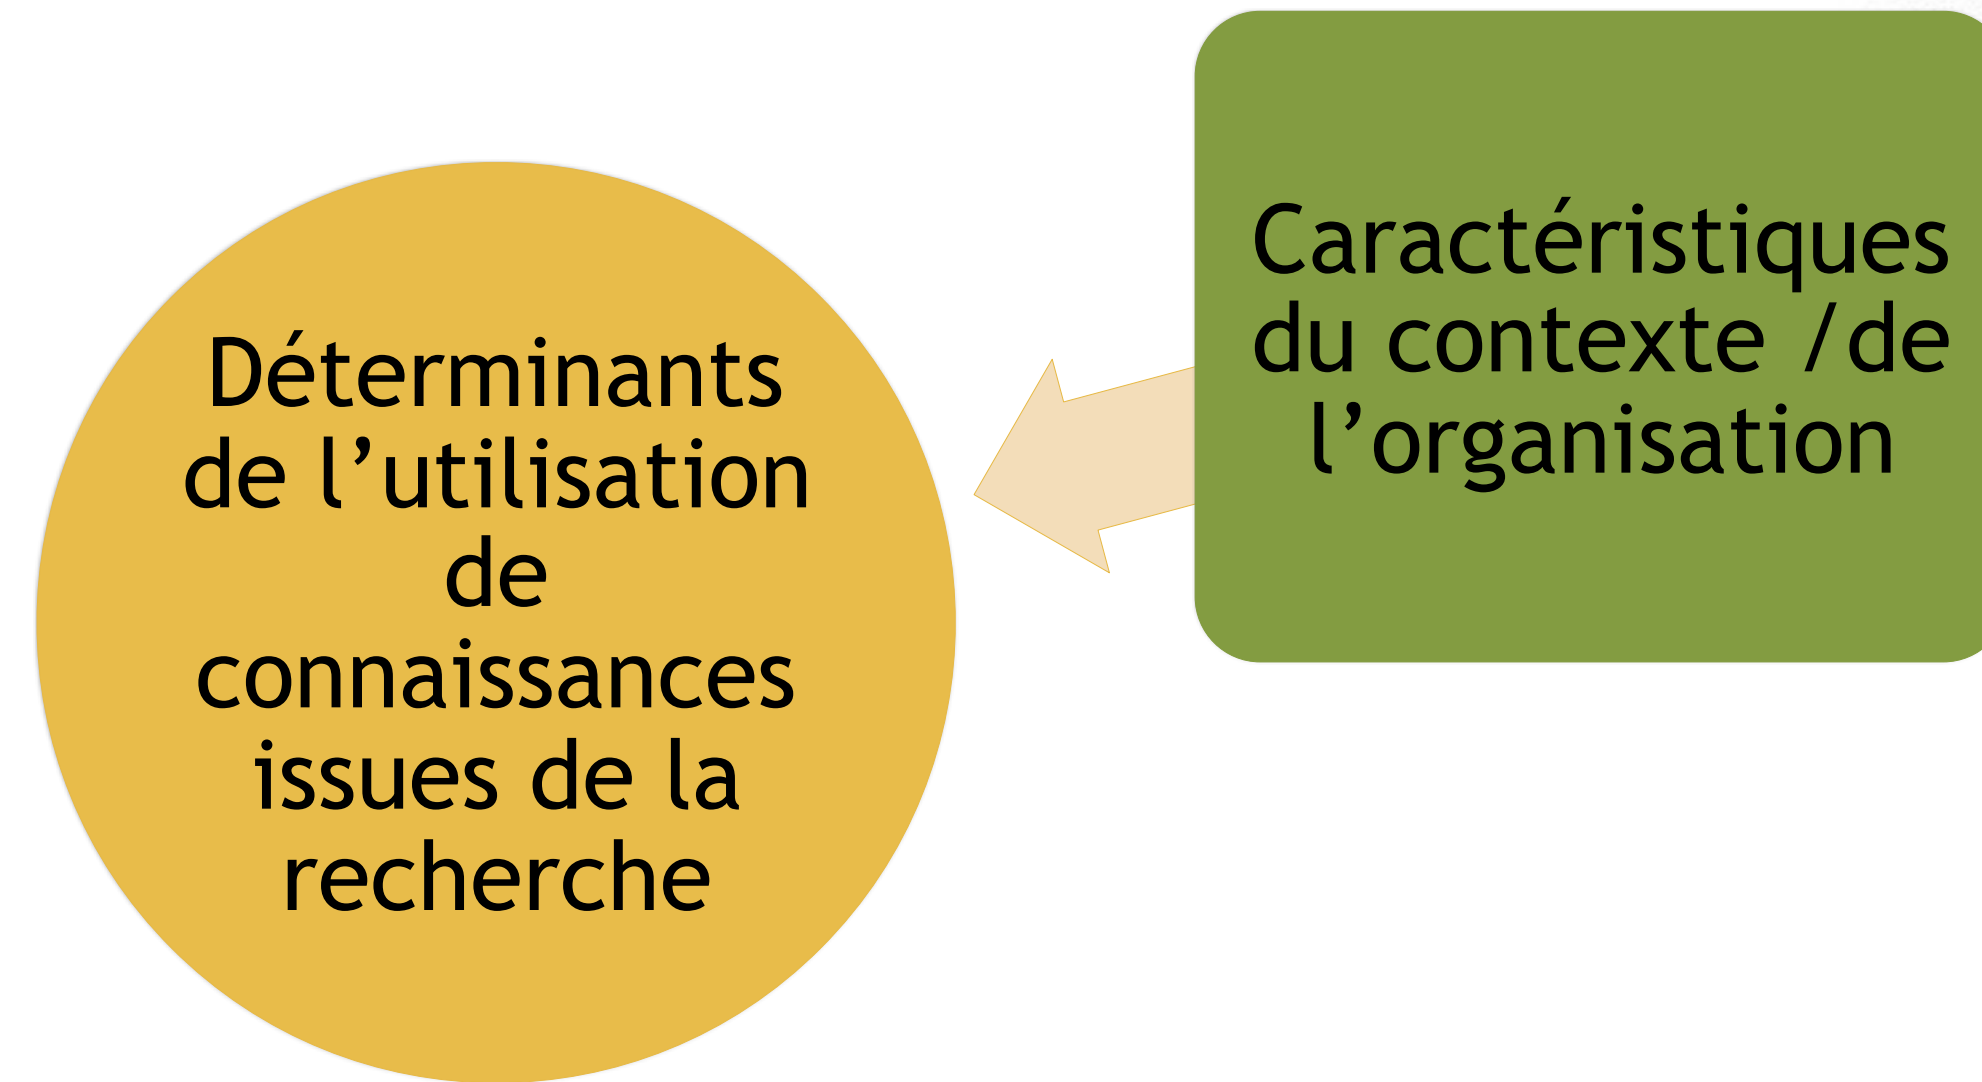 Déterminants
de l’utilisation
de
connaissances
issues de la
recherche
Caractéristiques
du contexte /de
l’organisation